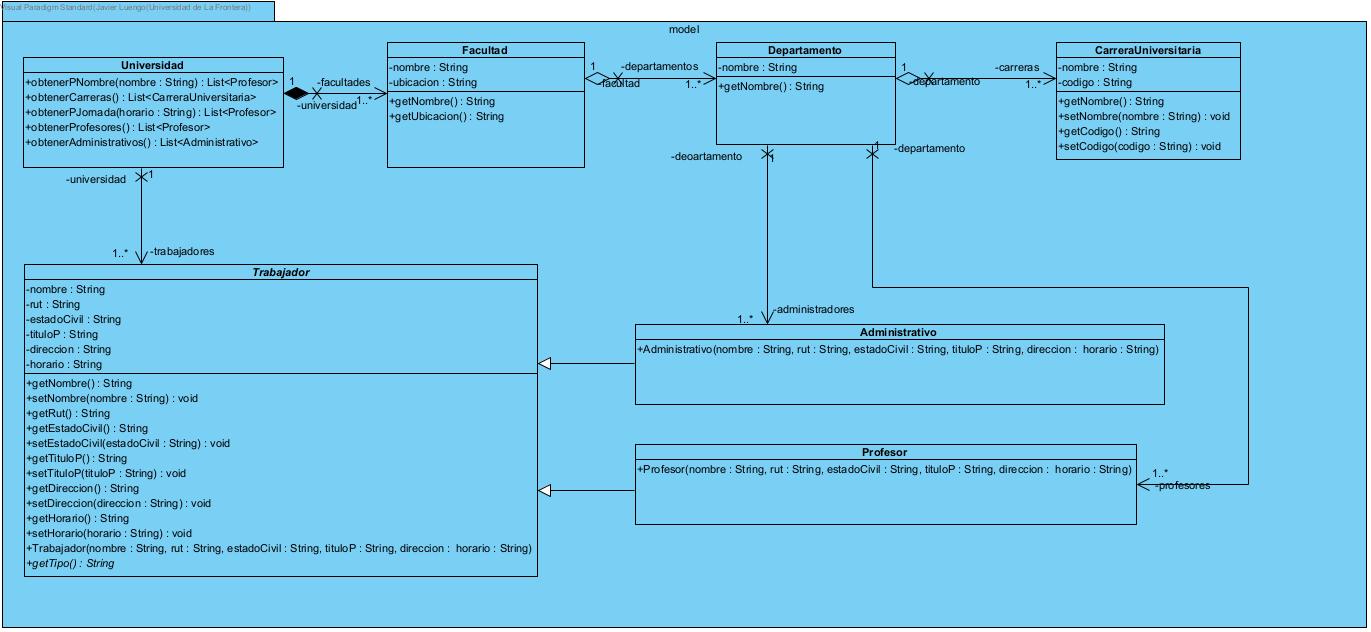 Visual Paradigm Standard(Javier Luengo(Universidad de La Frontera))
model
Universidad
+obtenerPNombre(nombre : String) : List<Profesor>
+obtenerCarreras() : List<CarreraUniversitaria>
+obtenerPJornada(horario : String) : List<Profesor>
+obtenerProfesores() : List<Profesor>
+obtenerAdministrativos() : List<Administrativo>
1
-facultades
-universidad
1..*
Facultad
-nombre : String
-ubicacion : String
+getNombre() : String
+getUbicacion() : String
1
-departamentos
-facultad
1..*
Departamento
-nombre : String
+getNombre() : String
1
-carreras
-departamento
1..*
CarreraUniversitaria
-nombre : String
-codigo : String
+getNombre() : String
+setNombre(nombre : String) : void
+getCodigo() : String
+setCodigo(codigo : String) : void
-universidad
1
1..*
-trabajadores
-deoartamento
1
1
-departamento
1..*
-administradores
Trabajador
-nombre : String
-rut : String
-estadoCivil : String
-tituloP : String
-direccion : String
-horario : String
+getNombre() : String
+setNombre(nombre : String) : void
+getRut() : String
+getEstadoCivil() : String
+setEstadoCivil(estadoCivil : String) : void
+getTituloP() : String
+setTituloP(tituloP : String) : void
+getDireccion() : String
+setDireccion(direccion : String) : void
+getHorario() : String
+setHorario(horario : String) : void
+Trabajador(nombre : String, rut : String, estadoCivil : String, tituloP : String, direccion : horario : String)
+getTipo() : String
Administrativo
+Administrativo(nombre : String, rut : String, estadoCivil : String, tituloP : String, direccion : horario : String)
Profesor
+Profesor(nombre : String, rut : String, estadoCivil : String, tituloP : String, direccion : horario : String)
1..*
-profesores